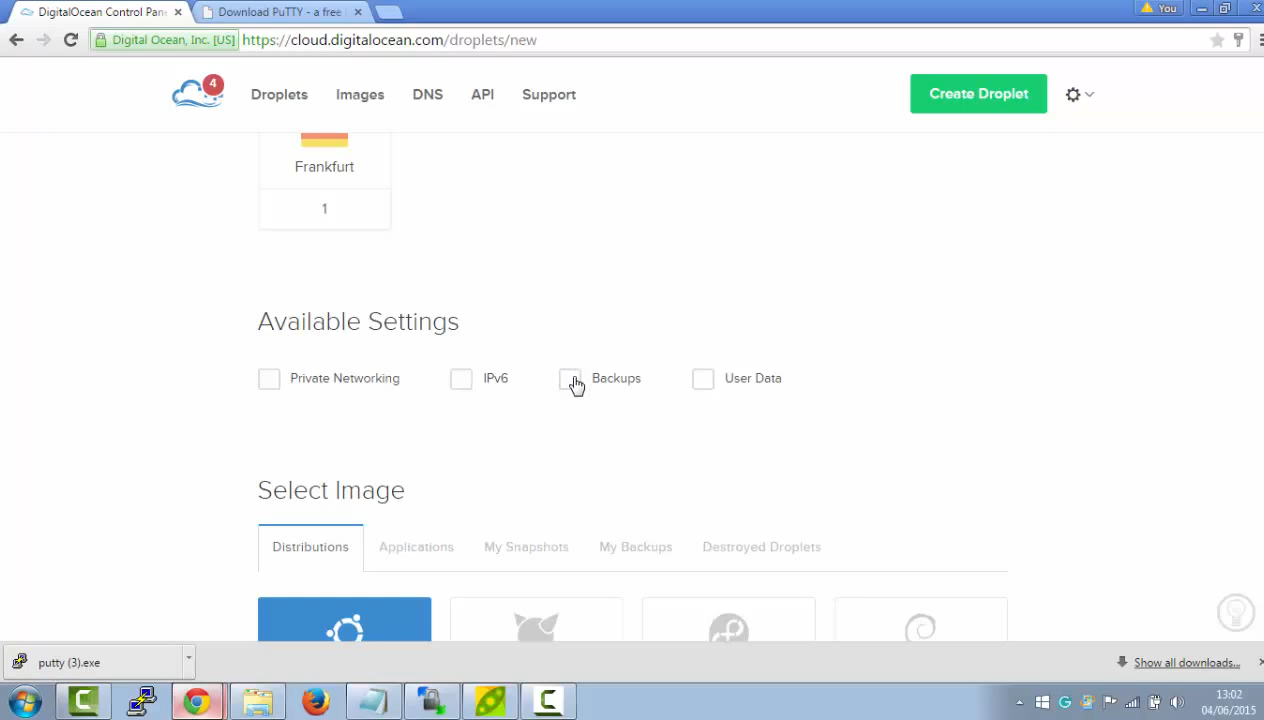 DigitalOcean Control Pan
Download PuTTY - a free
You
Digital Ocean, Inc. [US]
https://cloud.digitalocean.com/droplets/new
4
Droplets
Images
DNS
API
Support
Create Droplet
Frankfurt
1
Available Settings
Private Networking
IPv6
Backups
User Data
Select Image
Distributions
Applications
My Snapshots
My Backups
Destroyed Droplets
putty (3).exe
Show all downloads...
13:02
04/06/2015